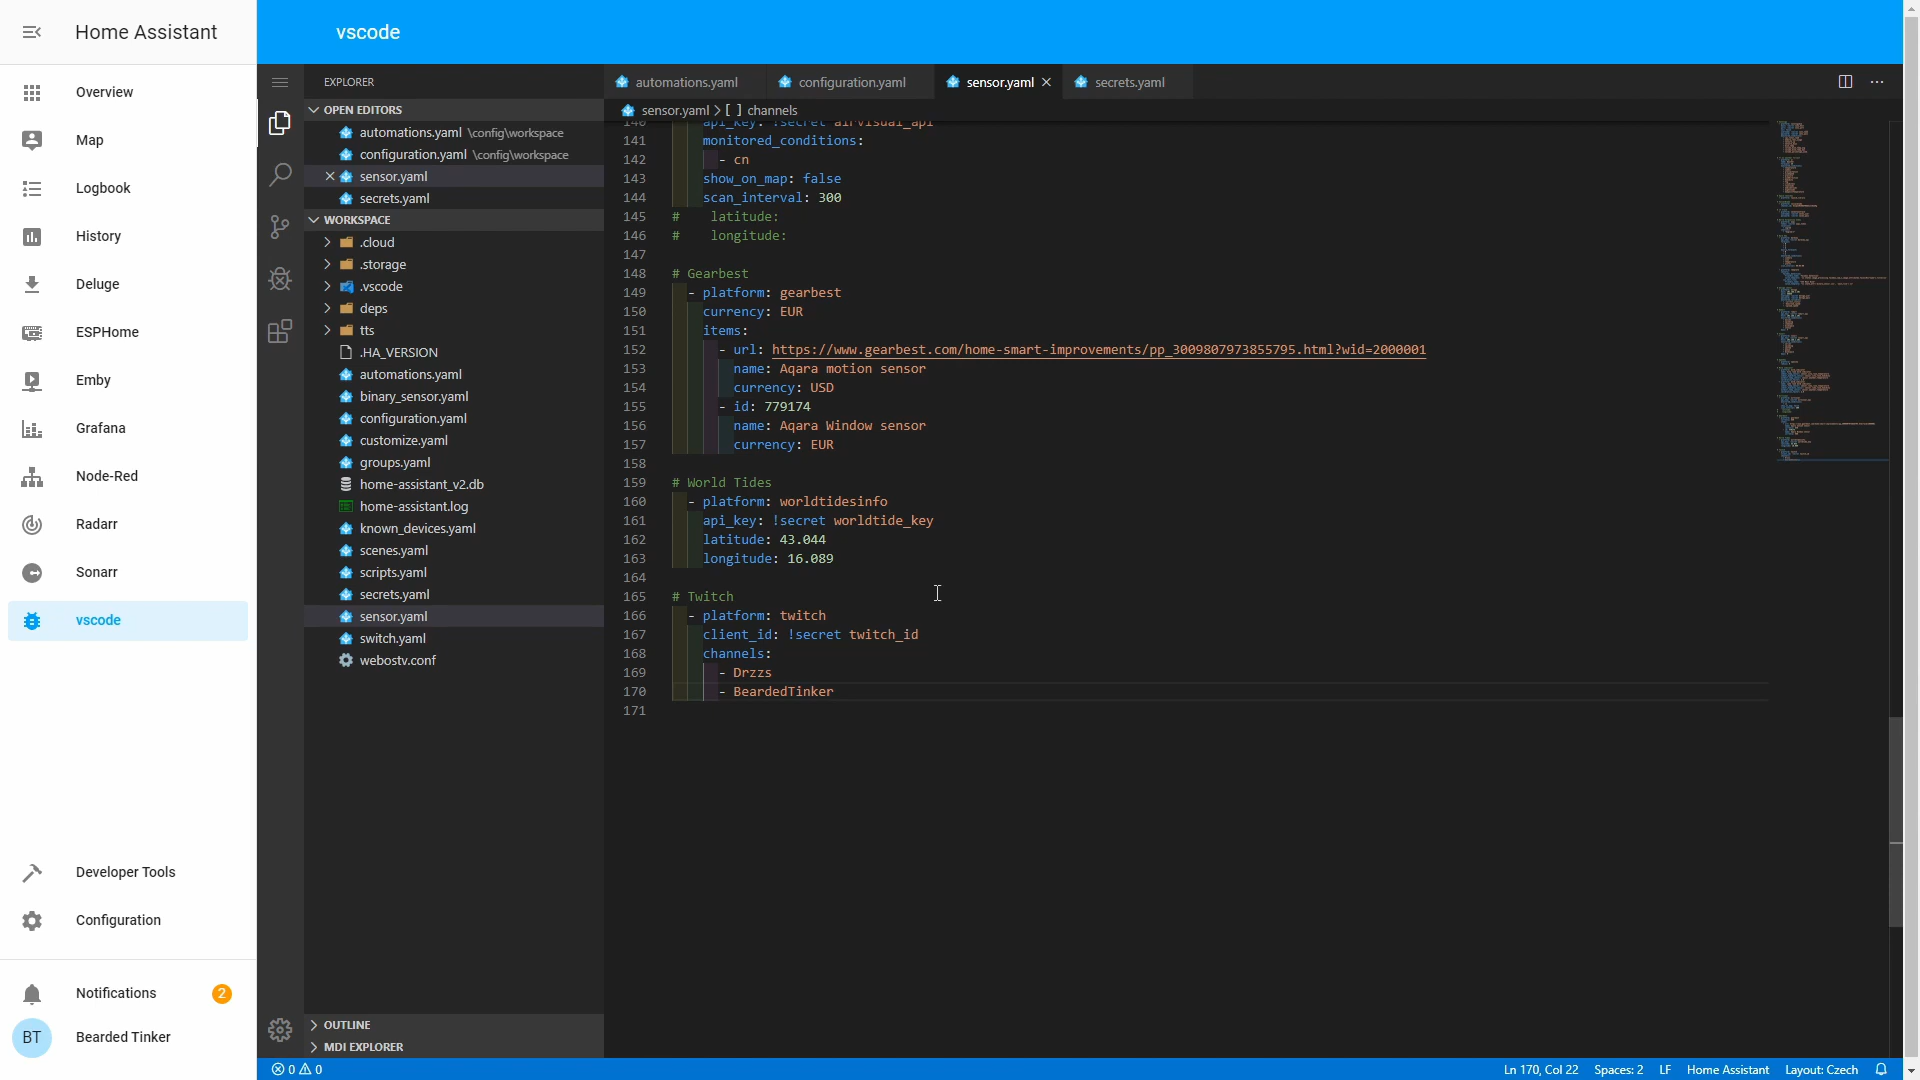 Home Assistant
Overview
Map
Logbook
History
Deluge
ESPHome
Emby
Grafana
Node-Red
Radarr
Sonarr
vscode
Developer Tools
Configuration
Notifications 2
BT Bearded Tinker
vscode
EXPLORER
OPEN EDITORS
automations.yaml \config\workspace
configuration.yaml \config\workspace
sensor.yaml
secrets.yaml
WORKSPACE
.cloud
.storage
.vscode
deps
tts
.HA_VERSION
automations.yaml
binary_sensor.yaml
configuration.yaml
customize.yaml
groups.yaml
home-assistant_v2.db
home-assistant.log
known_devices.yaml
scenes.yaml
scripts.yaml
secrets.yaml
sensor.yaml
switch.yaml
webostv.conf
OUTLINE
MDI EXPLORER
automations.yaml configuration.yaml sensor.yaml secrets.yaml
sensor.yaml > [ ] channels
140 api_key: !secret airvisual_api
141 monitored_conditions:
142 - cn
143 show_on_map: false
144 scan_interval: 300
145 # latitude:
146 # longitude:
147
148 # Gearbest
149 - platform: gearbest
150 currency: EUR
151 items:
152 - url: https://www.gearbest.com/home-smart-improvements/pp_3009807973855795.html?wid=2000001
153 name: Aqara motion sensor
154 currency: USD
155 - id: 779174
156 name: Aqara Window sensor
157 currency: EUR
158
159 # World Tides
160 - platform: worldtidesinfo
161 api_key: !secret worldtide_key
162 latitude: 43.044
163 longitude: 16.089
164
165 # Twitch
166 - platform: twitch
167 client_id: !secret twitch_id
168 channels:
169 - Drzzs
170 - BeardedTinker
171
0 0 Ln 170, Col 22 Spaces: 2 LF Home Assistant Layout: Czech